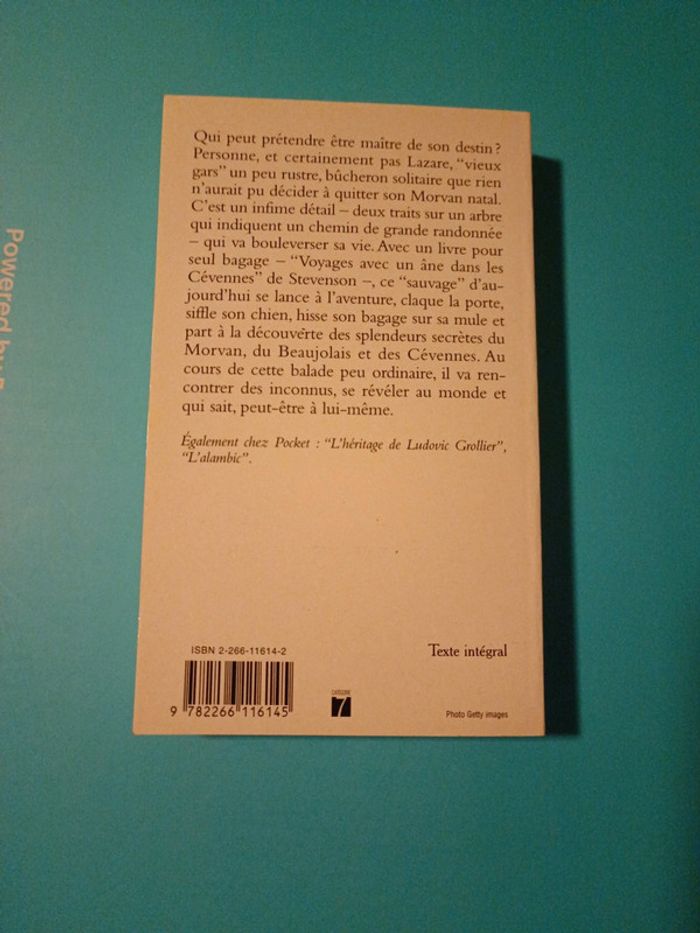 Qui peut prétendre être maître de son destin ?
Personne, et certainement pas Lazare, “vieux
gars” un peu rustre, bûcheron solitaire que rien
n’aurait pu décider à quitter son Morvan natal.
C’est un infime détail – deux traits sur un arbre
qui indiquent un chemin de grande randonnée
– qui va bouleverser sa vie. Avec un livre pour
seul bagage – “Voyages avec un âne dans les
Cévennes” de Stevenson –, ce “sauvage” d’au-
jourd’hui se lance à l’aventure, claque la porte,
siffle son chien, hisse son bagage sur sa mule et
part à la découverte des splendeurs secrètes du
Morvan, du Beaujolais et des Cévennes. Au
cours de cette balade peu ordinaire, il va ren-
contrer des inconnus, se révéler au monde et
qui sait, peut-être à lui-même.
Également chez Pocket : “L’héritage de Ludovic Grollier”,
“L’alambic”.
ISBN 2-266-11614-2
9 782266 116145
CATÉGORIE
7
Texte intégral
Photo Getty images
Powered by